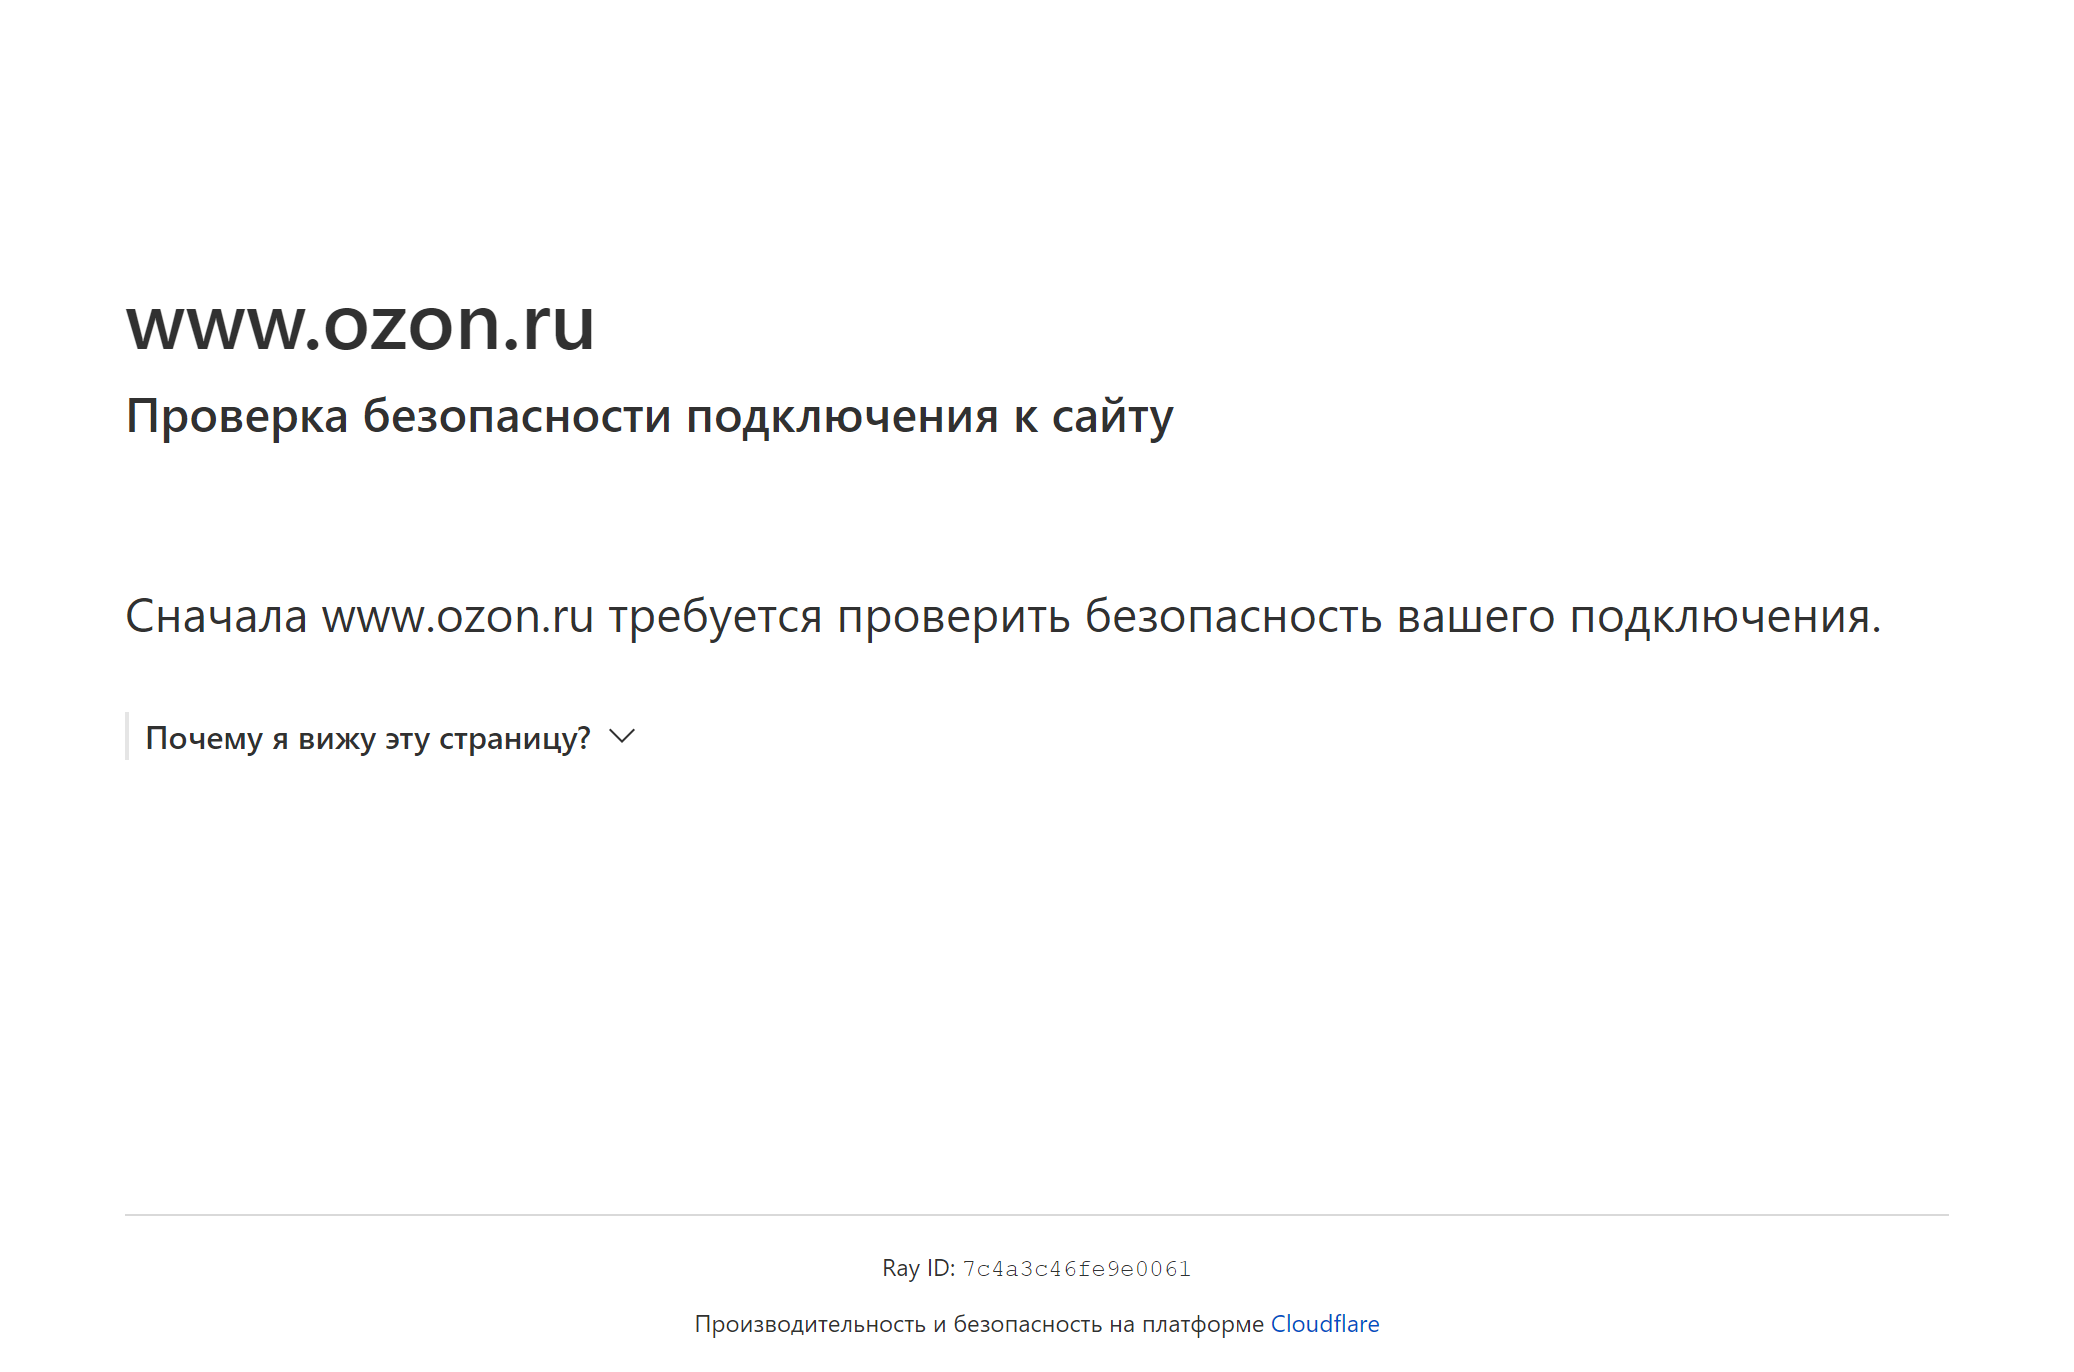 www.ozon.ru
Проверка безопасности подключения к сайту
Сначала www.ozon.ru требуется проверить безопасность вашего подключения.
Почему я вижу эту страницу?
Ray ID: 7c4a3c46fe9e0061
Производительность и безопасность на платформе Cloudflare